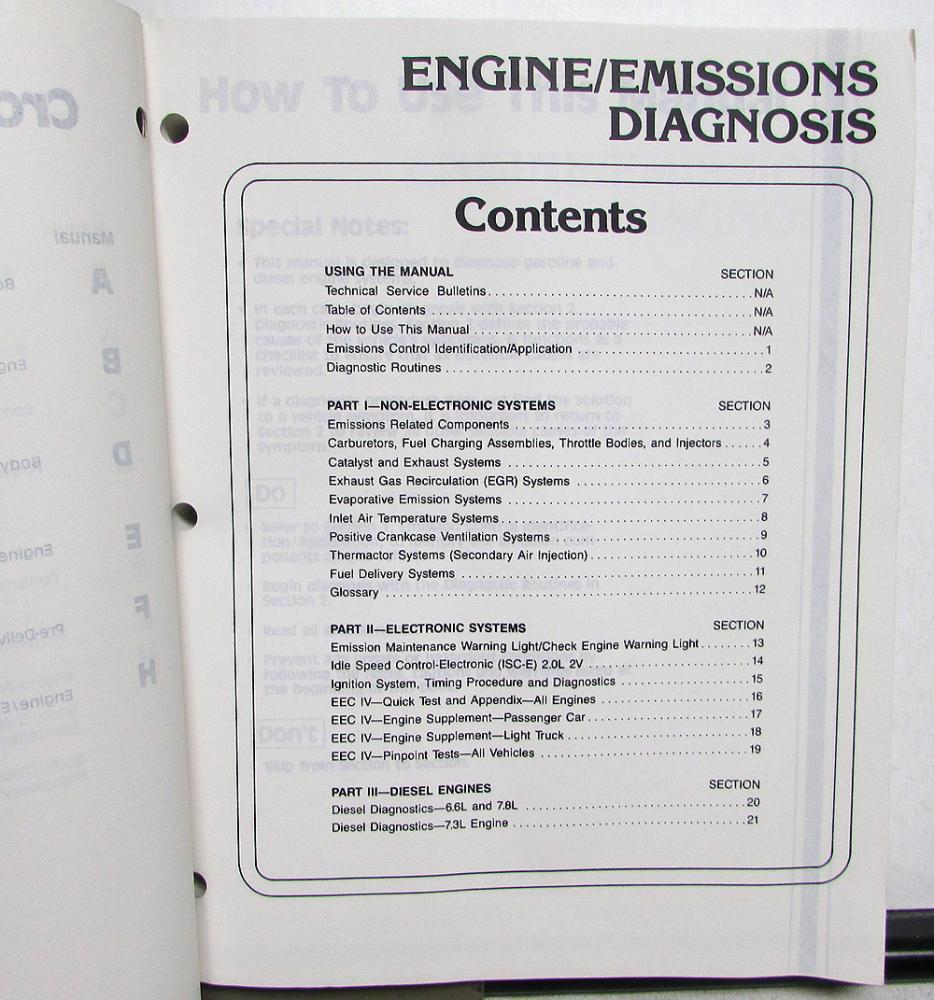 ENGINE/EMISSIONS
DIAGNOSIS
Contents
USING THE MANUAL SECTION
Technical Service Bulletins . . . . . . . . . . . . . . . . . . . . N/A
Table of Contents . . . . . . . . . . . . . . . . . . . . N/A
How to Use This Manual . . . . . . . . . . . . . . . . . . . . N/A
Emissions Control Identification/Application . . . . . . . . . . . . . . . . . . . . 1
Diagnostic Routines . . . . . . . . . . . . . . . . . . . . 2
PART I—NON-ELECTRONIC SYSTEMS SECTION
Emissions Related Components . . . . . . . . . . . . . . . . . . . . 3
Carburetors, Fuel Charging Assemblies, Throttle Bodies, and Injectors . . . . . . 4
Catalyst and Exhaust Systems . . . . . . . . . . . . . . . . . . . . 5
Exhaust Gas Recirculation (EGR) Systems . . . . . . . . . . . . . . . . . . . . 6
Evaporative Emission Systems . . . . . . . . . . . . . . . . . . . . 7
Inlet Air Temperature Systems . . . . . . . . . . . . . . . . . . . . 8
Positive Crankcase Ventilation Systems . . . . . . . . . . . . . . . . . . . . 9
Thermactor Systems (Secondary Air Injection) . . . . . . . . . . . . . . . . . . . . 10
Fuel Delivery Systems . . . . . . . . . . . . . . . . . . . . 11
Glossary . . . . . . . . . . . . . . . . . . . . 12
PART II—ELECTRONIC SYSTEMS SECTION
Emission Maintenance Warning Light/Check Engine Warning Light . . . . . . . . 13
Idle Speed Control-Electronic (ISC-E) 2.0L 2V . . . . . . . . . . . . . . . . . . . . 14
Ignition System, Timing Procedure and Diagnostics . . . . . . . . . . . . . . . . . . . . 15
EEC IV—Quick Test and Appendix—All Engines . . . . . . . . . . . . . . . . . . . . 16
EEC IV—Engine Supplement—Passenger Car . . . . . . . . . . . . . . . . . . . . 17
EEC IV—Engine Supplement—Light Truck . . . . . . . . . . . . . . . . . . . . 18
EEC IV—Pinpoint Tests—All Vehicles . . . . . . . . . . . . . . . . . . . . 19
PART III—DIESEL ENGINES SECTION
Diesel Diagnostics—6.6L and 7.8L . . . . . . . . . . . . . . . . . . . . 20
Diesel Diagnostics—7.3L Engine . . . . . . . . . . . . . . . . . . . . 21